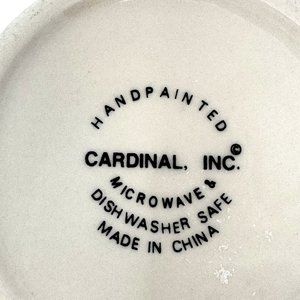 HANDPAINTED
CARDINAL, INC.©
MICROWAVE &
DISHWASHER SAFE
MADE IN CHINA